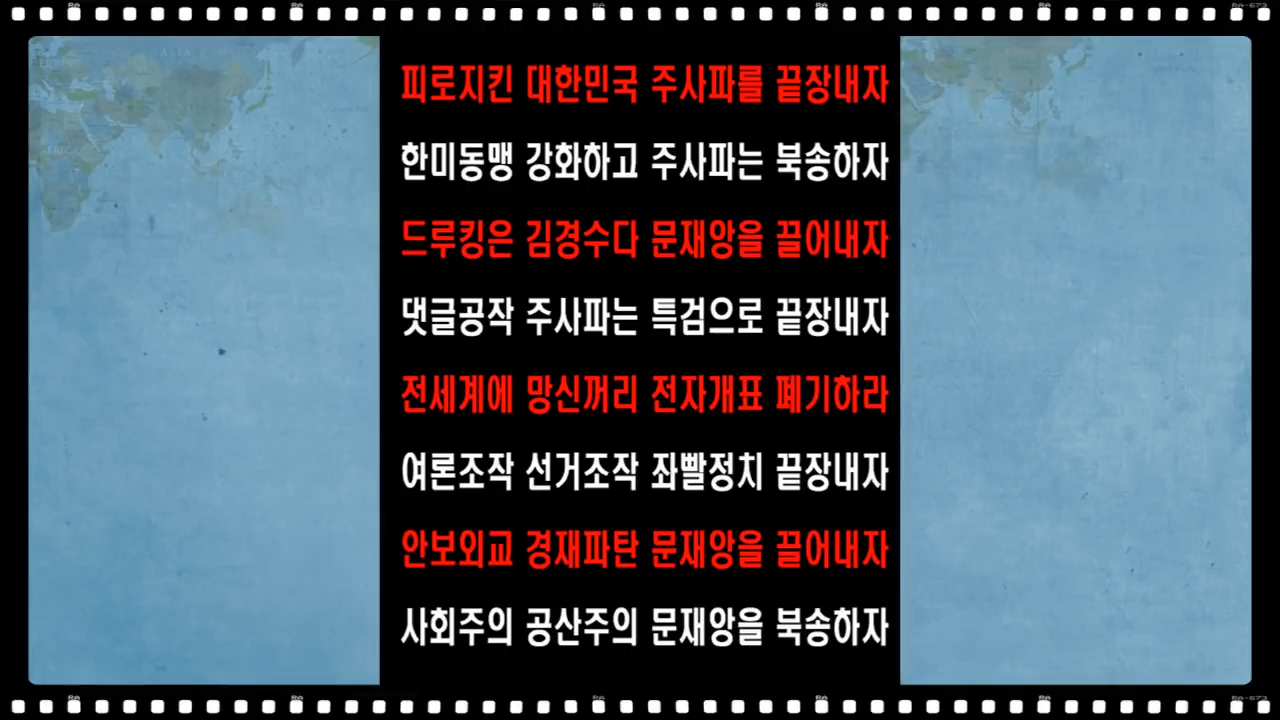 피로지킨 대한민국 주사파를 끝장내자
한미동맹 강화하고 주사파는 북송하자
드루킹은 김경수다 문재앙을 끌어내자
댓글공작 주사파는 특검으로 끝장내자
전세계에 망신꺼리 전자개표 폐기하라
여론조작 선거조작 좌빨정치 끝장내자
안보외교 경재파탄 문재앙을 끌어내자
사회주의 공산주의 문재앙을 북송하자